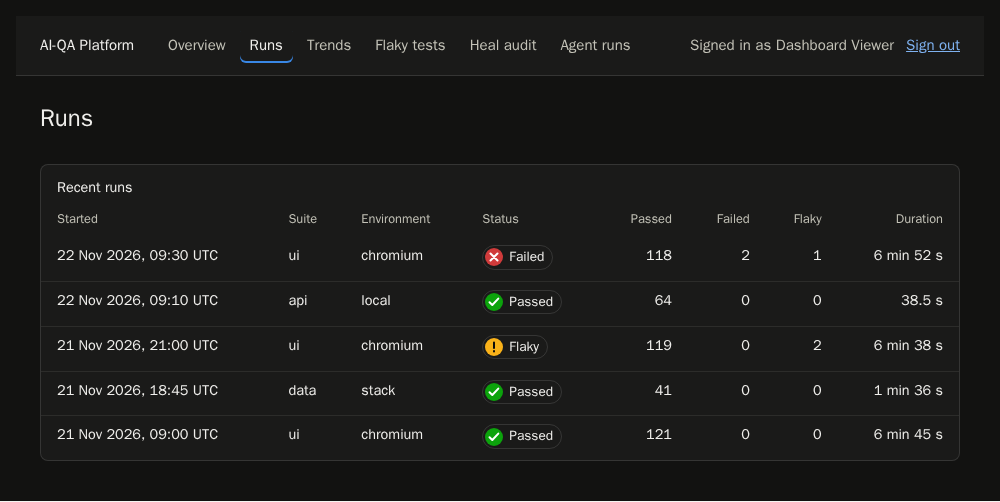 AI-QA Platform Overview Runs Trends Flaky tests Heal audit Agent runs Signed in as Dashboard Viewer Sign out
Runs
Recent runs
Started Suite Environment Status Passed Failed Flaky Duration
22 Nov 2026, 09:30 UTC ui chromium Failed 118 2 1 6 min 52 s
22 Nov 2026, 09:10 UTC api local Passed 64 0 0 38.5 s
21 Nov 2026, 21:00 UTC ui chromium Flaky 119 0 2 6 min 38 s
21 Nov 2026, 18:45 UTC data stack Passed 41 0 0 1 min 36 s
21 Nov 2026, 09:00 UTC ui chromium Passed 121 0 0 6 min 45 s